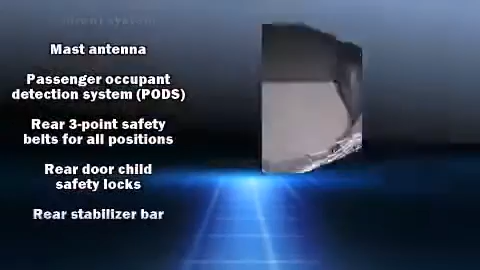 Mast antenna
Passenger occupant
detection system (PODS)
Rear 3-point safety
belts for all positions
Rear door child
safety locks
Rear stabilizer bar